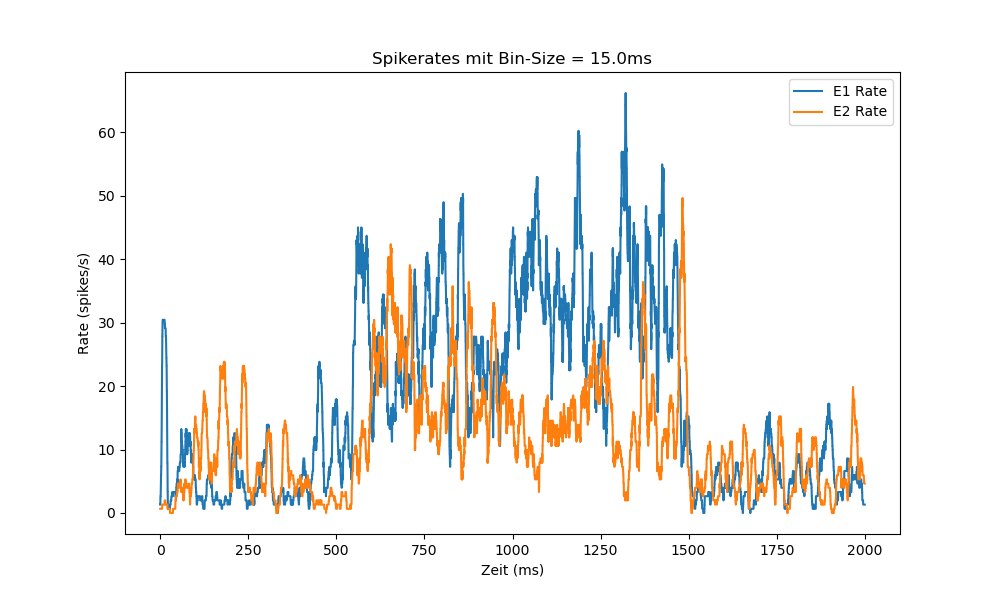 Spikerates mit Bin-Size = 15.0ms
E1 Rate
E2 Rate
Rate (spikes/s)
60
50
40
30
20
10
0
0 250 500 750 1000 1250 1500 1750 2000
Zeit (ms)